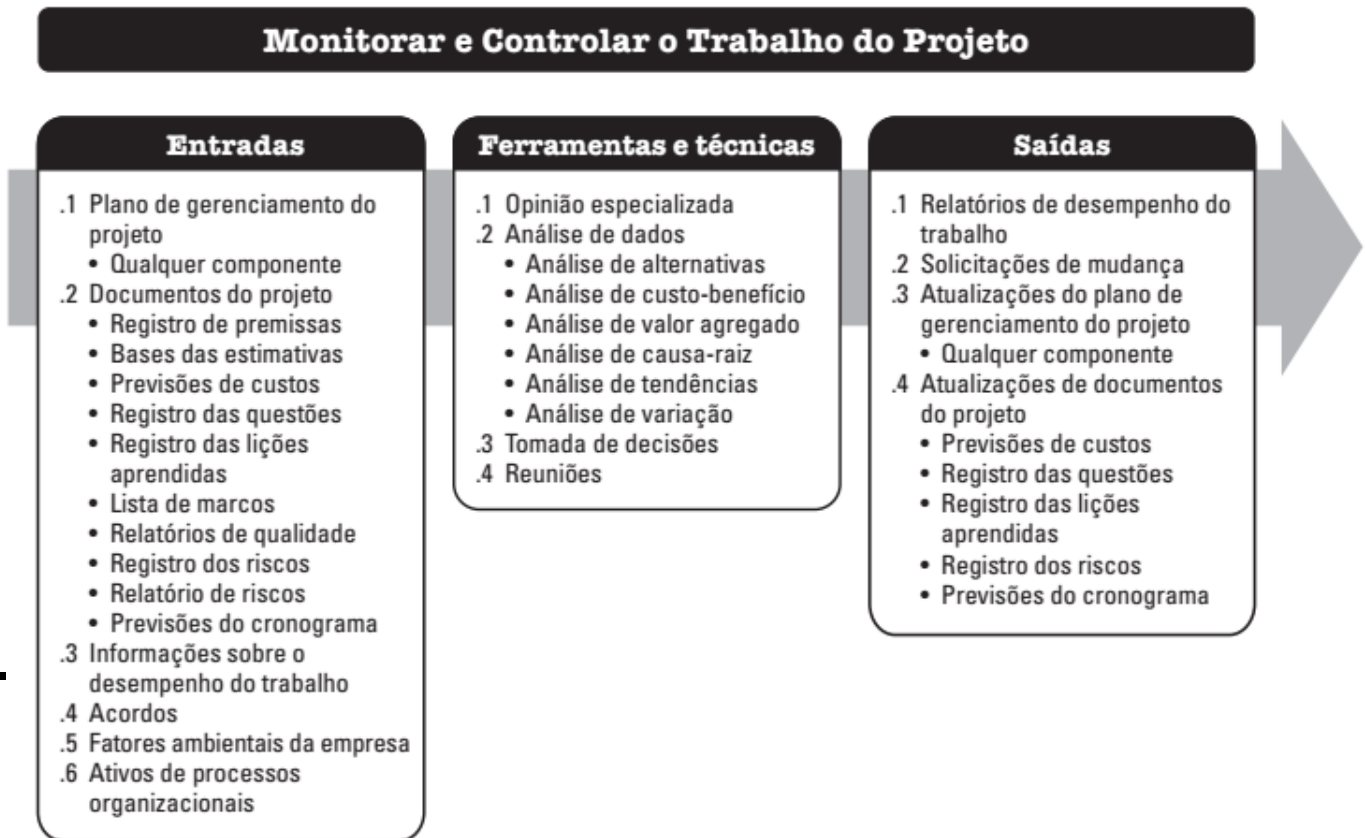 Monitorar e Controlar o Trabalho do Projeto
Entradas
.1 Plano de gerenciamento do
projeto
• Qualquer componente
.2 Documentos do projeto
• Registro de premissas
• Bases das estimativas
• Previsões de custos
• Registro das questões
• Registro das lições
aprendidas
• Lista de marcos
• Relatórios de qualidade
• Registro dos riscos
• Relatório de riscos
• Previsões do cronograma
.3 Informações sobre o
desempenho do trabalho
.4 Acordos
.5 Fatores ambientais da empresa
.6 Ativos de processos
organizacionais
Ferramentas e técnicas
.1 Opinião especializada
.2 Análise de dados
• Análise de alternativas
• Análise de custo-benefício
• Análise de valor agregado
• Análise de causa-raiz
• Análise de tendências
• Análise de variação
.3 Tomada de decisões
.4 Reuniões
Saídas
.1 Relatórios de desempenho do
trabalho
.2 Solicitações de mudança
.3 Atualizações do plano de
gerenciamento do projeto
• Qualquer componente
.4 Atualizações de documentos
do projeto
• Previsões de custos
• Registro das questões
• Registro das lições
aprendidas
• Registro dos riscos
• Previsões do cronograma